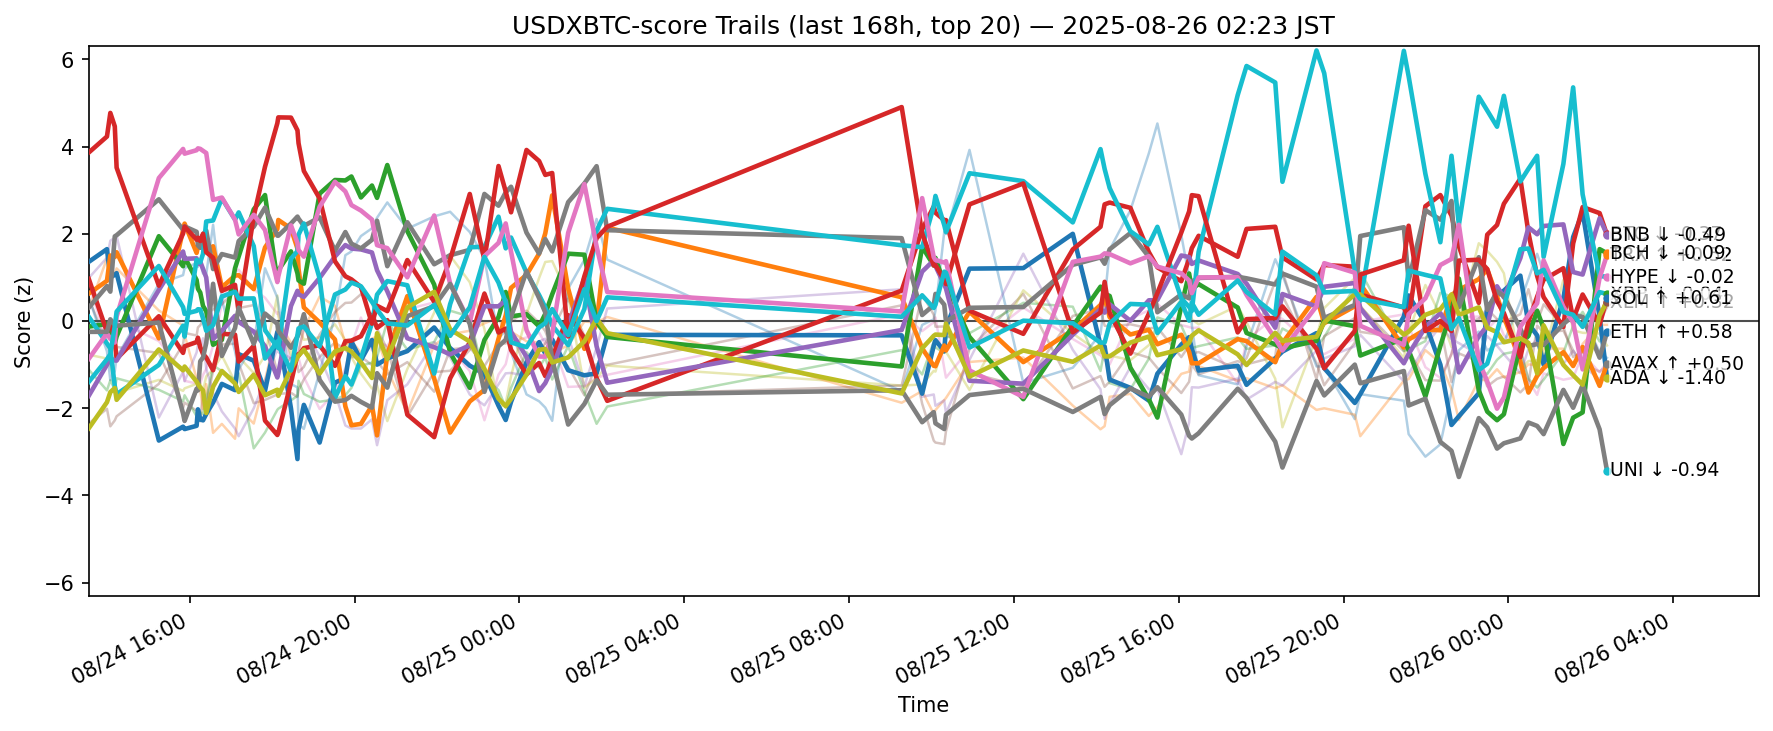 USDXBTC-score Trails (last 168h, top 20) — 2025-08-26 02:23 JST
Score (z)
6
4
2
0
−2
−4
−6
BNB ↓ -0.49
BCH ↓ -0.09
HYPE ↓ -0.02
SOL ↑ +0.61
XLM ↑ +0.32
ETH ↑ +0.58
AVAX ↑ +0.50
ADA ↓ -1.40
UNI ↓ -0.94
08/24 16:00
08/24 20:00
08/25 00:00
08/25 04:00
08/25 08:00
08/25 12:00
08/25 16:00
08/25 20:00
08/26 00:00
08/26 04:00
Time